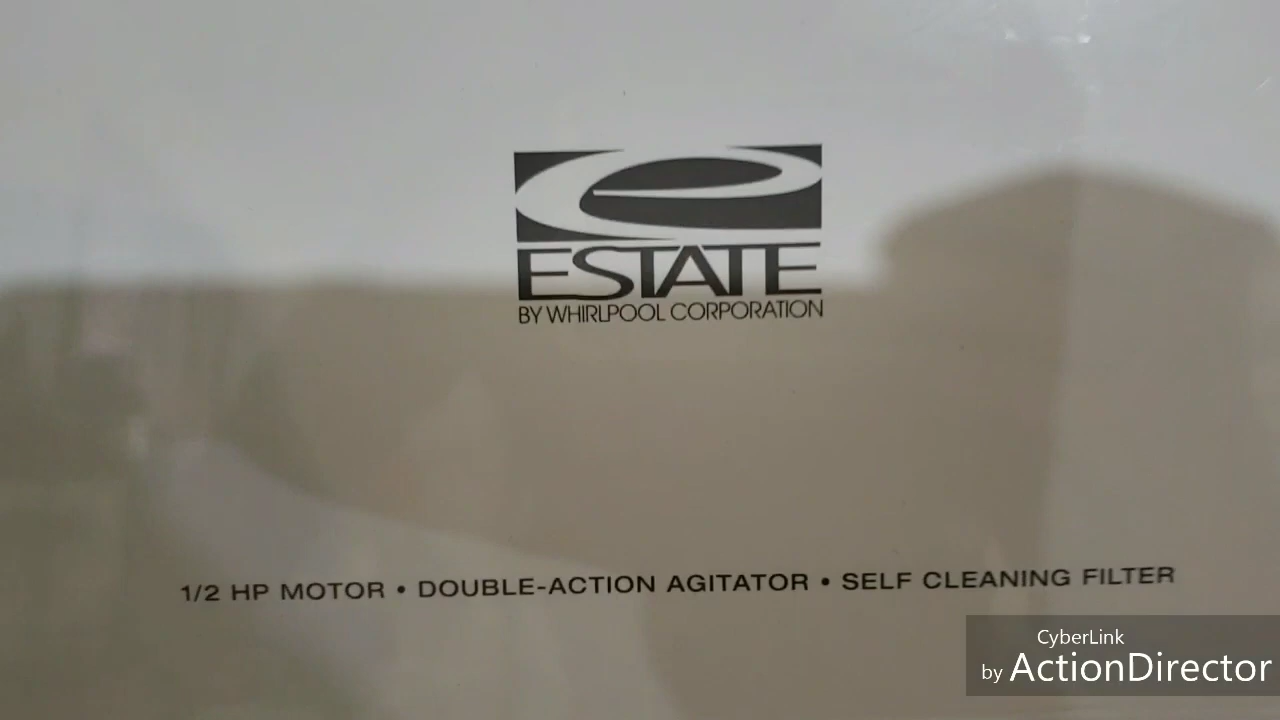 ESTATE
BY WHIRLPOOL CORPORATION
1/2 HP MOTOR • DOUBLE-ACTION AGITATOR • SELF CLEANING FILTER
CyberLink
by ActionDirector